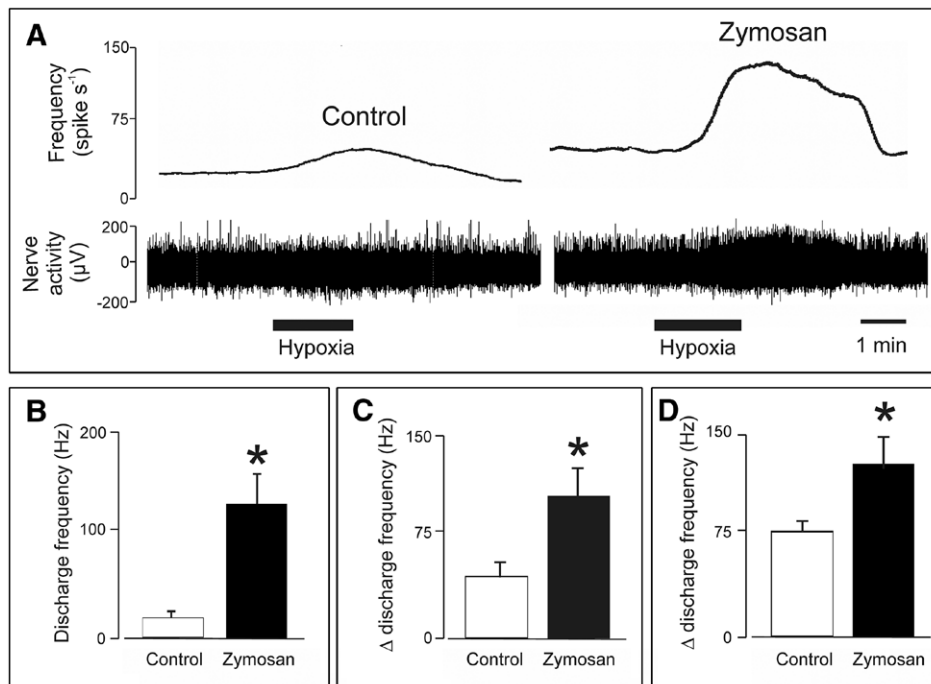 A
150
75
0
Frequency
(spike s⁻¹)
Control
Zymosan
200
0
-200
Nerve
activity
(µV)
Hypoxia
Hypoxia
1 min
B
200
100
0
Discharge frequency (Hz)
*
Control Zymosan
C
150
75
0
Δ discharge frequency (Hz)
*
Control Zymosan
D
150
75
0
Δ discharge frequency (Hz)
*
Control Zymosan